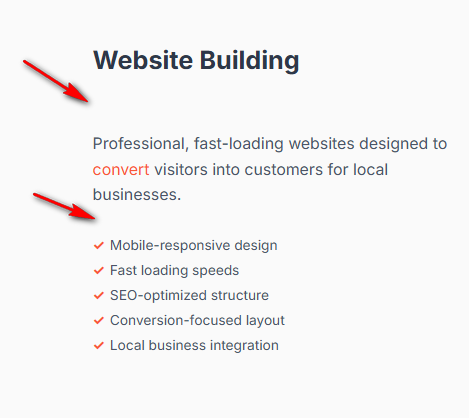 Website Building
Professional, fast-loading websites designed to
convert visitors into customers for local
businesses.
✓ Mobile-responsive design
✓ Fast loading speeds
✓ SEO-optimized structure
✓ Conversion-focused layout
✓ Local business integration